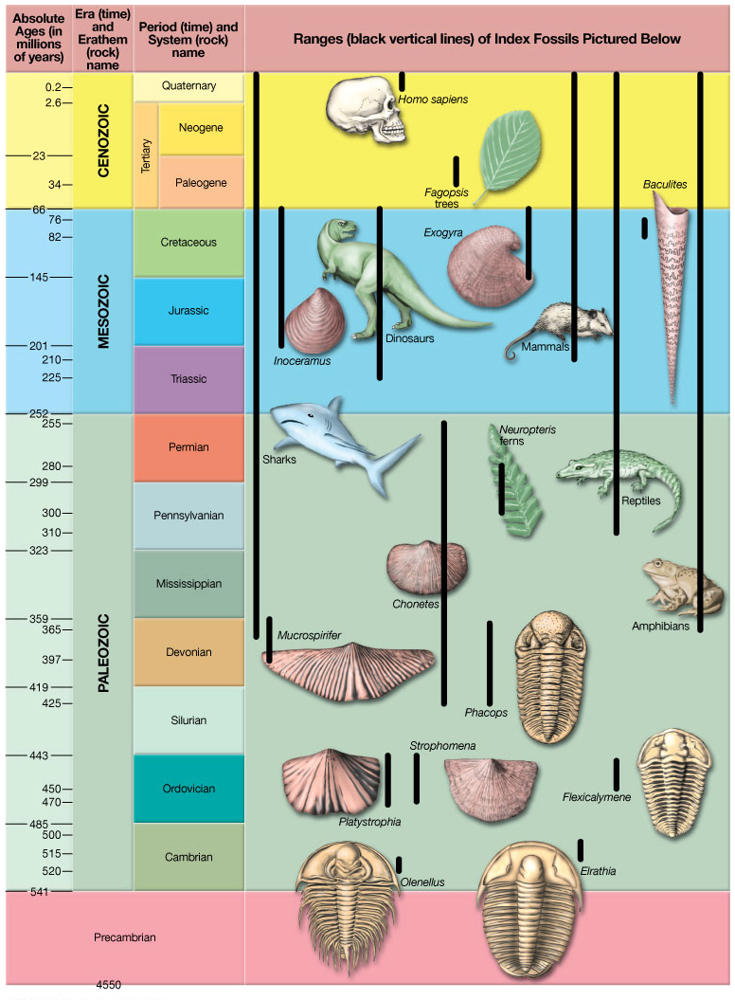 Absolute
Ages (in
millions
of years)
Era (time)
and
Erathem
(rock)
name
Period (time) and
System (rock)
name
Ranges (black vertical lines) of Index Fossils Pictured Below
0.2
2.6
23
34
66
76
82
145
201
210
225
252
255
280
299
300
310
323
359
365
397
419
425
443
450
470
485
500
515
520
541
4550
CENOZOIC
MESOZOIC
PALEOZOIC
Precambrian
Quaternary
Tertiary
Neogene
Paleogene
Cretaceous
Jurassic
Triassic
Permian
Pennsylvanian
Mississippian
Devonian
Silurian
Ordovician
Cambrian
Homo sapiens
Fagopsis
trees
Baculites
Exogyra
Dinosaurs
Mammals
Inoceramus
Sharks
Neuropteris
ferns
Reptiles
Chonetes
Amphibians
Mucrospirifer
Phacops
Strophomena
Platystrophia
Flexicalymene
Olenellus
Elrathia